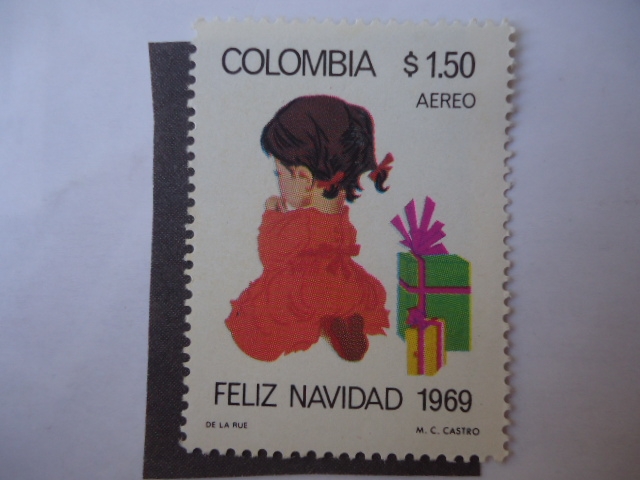 COLOMBIA $1.50
AEREO
FELIZ NAVIDAD 1969
DE LA RUE M. C. CASTRO